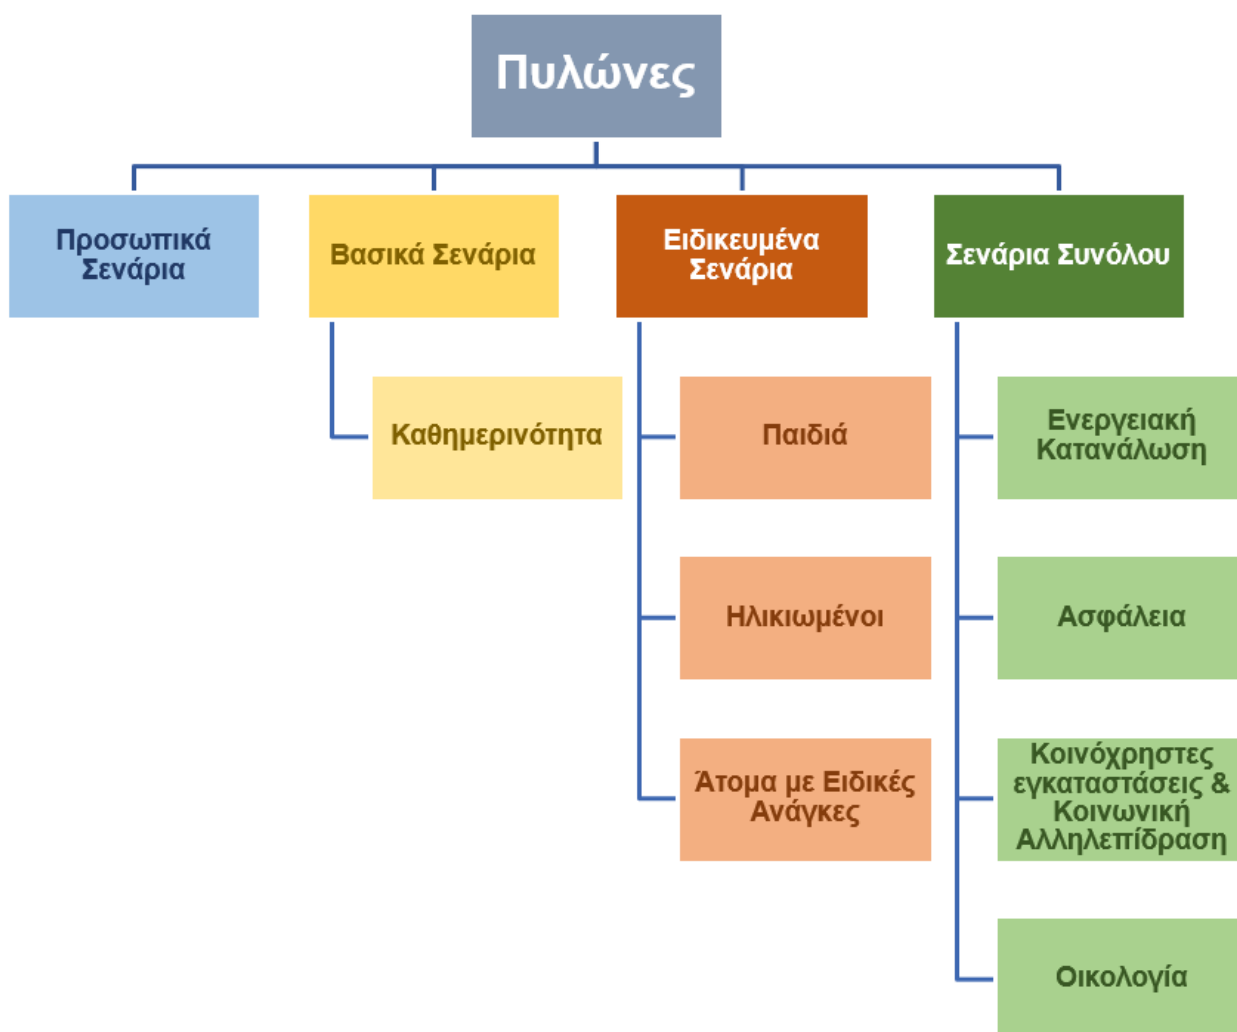 Πυλώνες
Προσωπικά
Σενάρια
Βασικά Σενάρια
Ειδικευμένα
Σενάρια
Σενάρια Συνόλου
Καθημερινότητα
Παιδιά
Ενεργειακή
Κατανάλωση
Ηλικιωμένοι
Ασφάλεια
Άτομα με Ειδικές
Ανάγκες
Κοινόχρηστες
εγκαταστάσεις &
Κοινωνική
Αλληλεπίδραση
Οικολογία